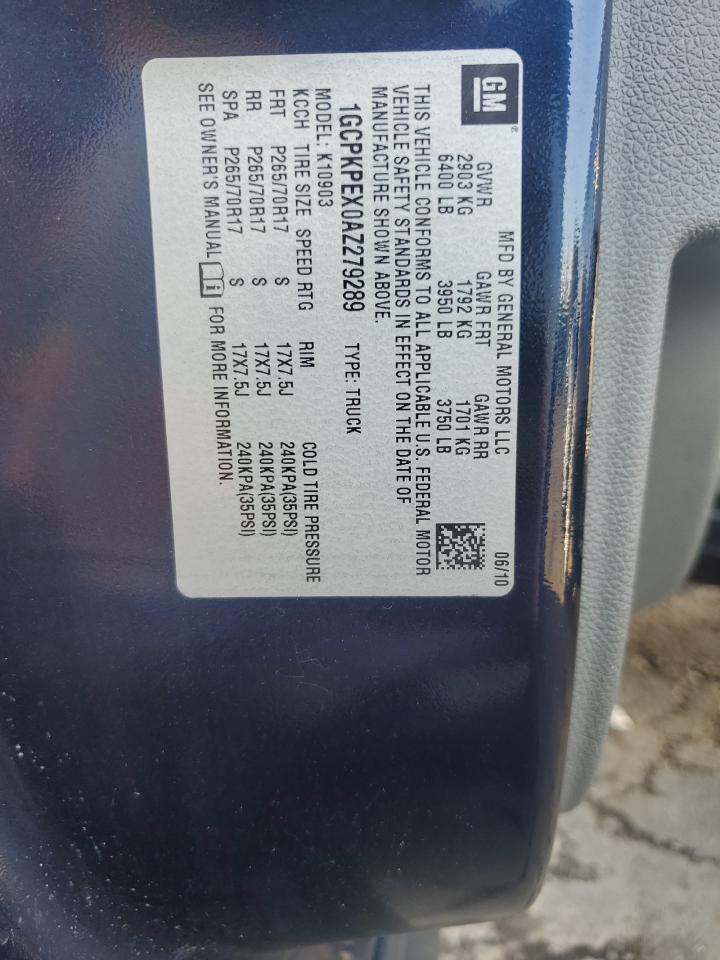 GM®
MFD BY GENERAL MOTORS LLC 06/10
GVWR GAWR FRT GAWR RR
2903 KG 1792 KG 1701 KG
6400 LB 3950 LB 3750 LB
THIS VEHICLE CONFORMS TO ALL APPLICABLE U.S. FEDERAL MOTOR
VEHICLE SAFETY STANDARDS IN EFFECT ON THE DATE OF
MANUFACTURE SHOWN ABOVE.
1GCPKPEX0AZ279289 TYPE: TRUCK
MODEL: K10903
KCCH TIRE SIZE SPEED RTG RIM COLD TIRE PRESSURE
FRT P265/70R17 S 17X7.5J 240KPA(35PSI)
RR P265/70R17 S 17X7.5J 240KPA(35PSI)
SPA P265/70R17 S 17X7.5J 240KPA(35PSI)
SEE OWNER'S MANUAL i FOR MORE INFORMATION.